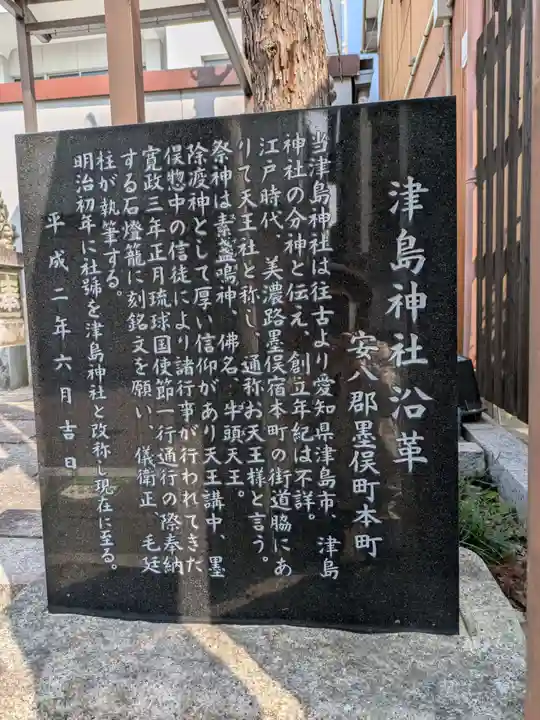 津島神社沿革
安八郡墨俣町本町
当津島神社は往古より愛知県津島市、津島
神社の分神と伝え、創立年紀は不詳。
江戸時代、美濃路墨俣宿本町の街道脇にあ
りて天王社と称し、通称お天王様と言う。
祭神は素盞鳴神、佛名、牛頭天王。
除渡神として厚い信仰があり天王講中、墨
俣惣中の信徒により諸行事が行われてきた
寛政三年正月琉球国使節一行通行の際奉納
する石燈籠に刻銘文を願い、儀衛正、毛廷
柱が執筆する。
明治初年に社號を津島神社と改称し現在に至る。
平成二年六月吉日